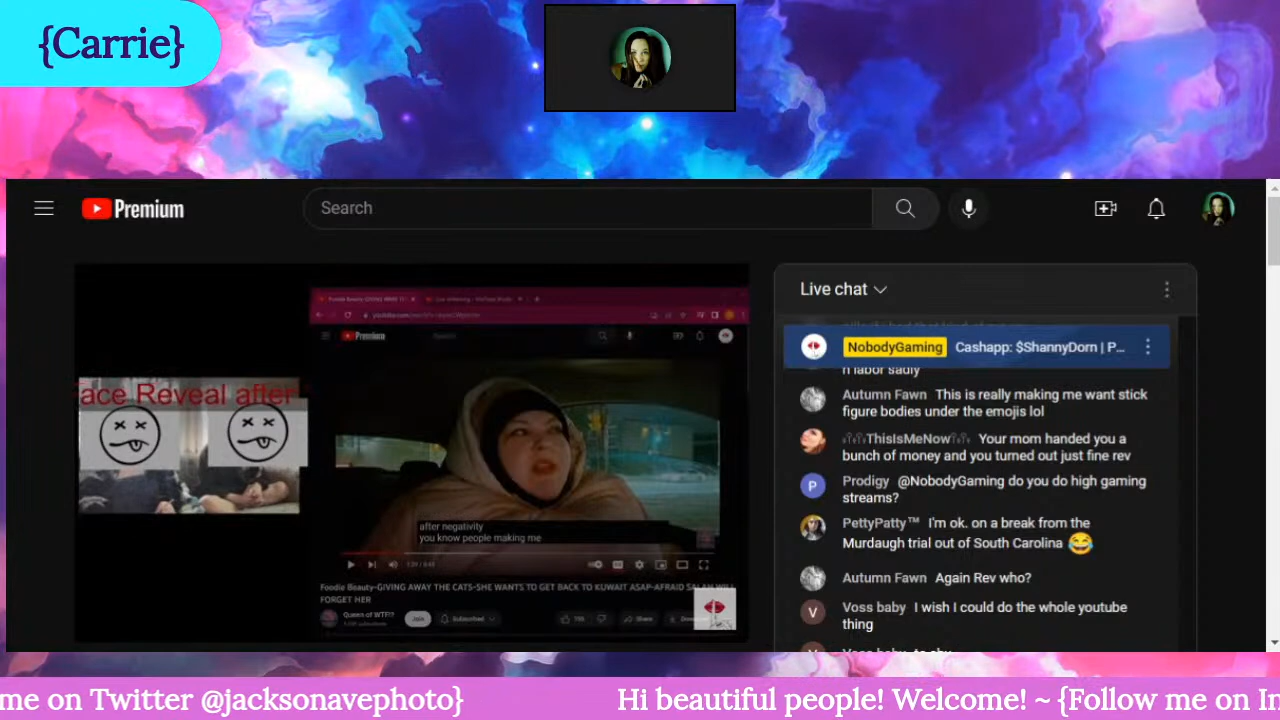 {Carrie}
Premium
Search
Live chat
NobodyGaming Cashapp: $ShannyDorn | P...
n labor sadly
Autumn Fawn This is really making me want stick
figure bodies under the emojis lol
ThisIsMeNow Your mom handed you a
bunch of money and you turned out just fine rev
P
Prodigy @NobodyGaming do you do high gaming
streams?
PettyPatty™ I'm ok. on a break from the
Murdaugh trial out of South Carolina 😂
Autumn Fawn Again Rev who?
V
Voss baby I wish I could do the whole youtube
thing
ace Reveal after
Premium
Search
after negativity
you know people making me
Foodie Beauty-GIVING AWAY THE CATS-SHE WANTS TO GET BACK TO KUWAIT ASAP-AFRAID SALAH WILL
FORGET HER
Queen of WTF!?
Join
Subscribed
Share
me on Twitter @jacksonavephoto}
Hi beautiful people! Welcome! ~ {Follow me on In